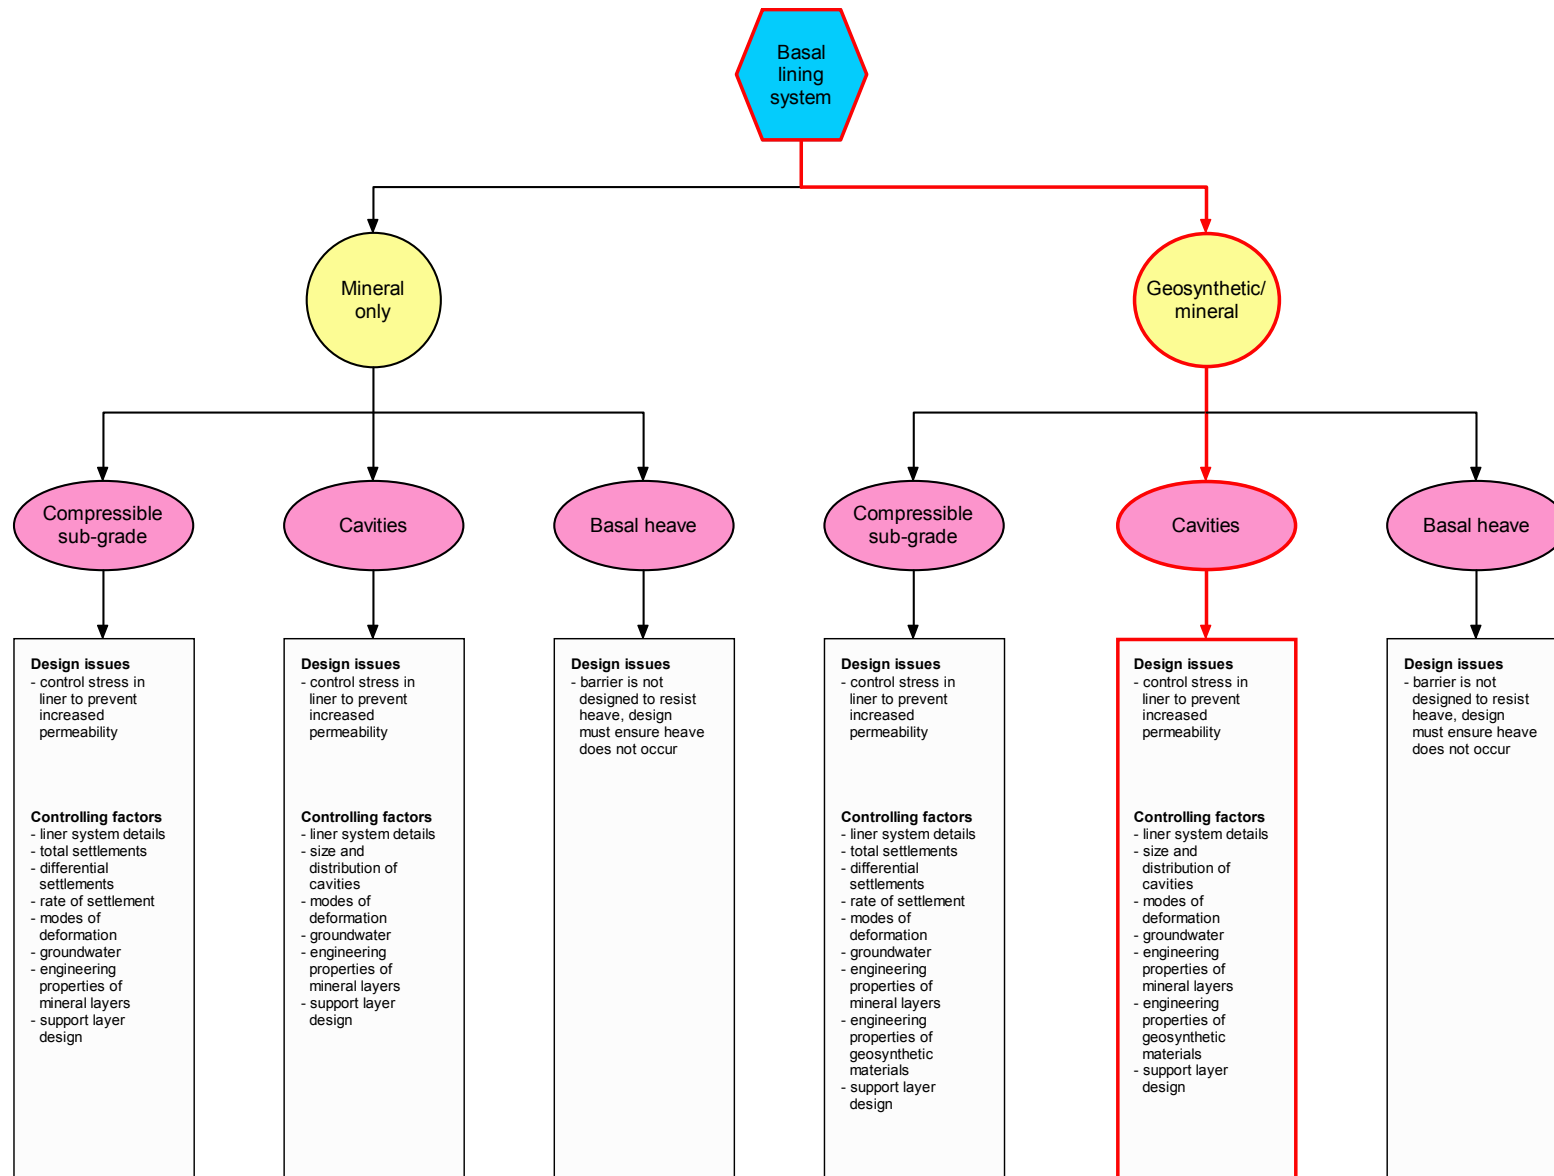 Basal
lining
system
Mineral
only
Geosynthetic/
mineral
Compressible
sub-grade
Cavities
Basal heave
Compressible
sub-grade
Cavities
Basal heave
Design issues
- control stress in
liner to prevent
increased
permeability
Controlling factors
- liner system details
- total settlements
- differential
settlements
- rate of settlement
- modes of
deformation
- groundwater
- engineering
properties of
mineral layers
- support layer
design
Design issues
- control stress in
liner to prevent
increased
permeability
Controlling factors
- liner system details
- size and
distribution of
cavities
- modes of
deformation
- groundwater
- engineering
properties of
mineral layers
- support layer
design
Design issues
- barrier is not
designed to resist
heave, design
must ensure heave
does not occur
Design issues
- control stress in
liner to prevent
increased
permeability
Controlling factors
- liner system details
- total settlements
- differential
settlements
- rate of settlement
- modes of
deformation
- groundwater
- engineering
properties of
mineral layers
- engineering
properties of
geosynthetic
materials
- support layer
design
Design issues
- control stress in
liner to prevent
increased
permeability
Controlling factors
- liner system details
- size and
distribution of
cavities
- modes of
deformation
- groundwater
- engineering
properties of
mineral layers
- engineering
properties of
geosynthetic
materials
- support layer
design
Design issues
- barrier is not
designed to resist
heave, design
must ensure heave
does not occur